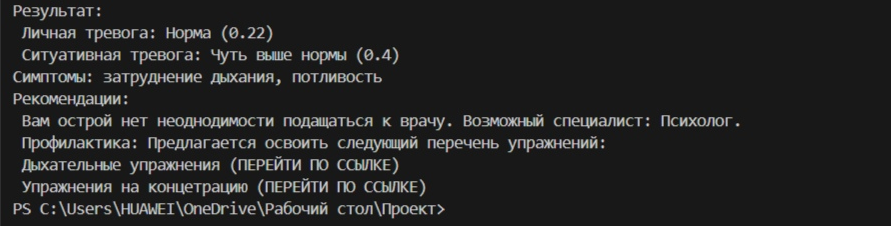 Результат:
Личная тревога: Норма (0.22)
Ситуативная тревога: Чуть выше нормы (0.4)
Симптомы: затруднение дыхания, потливость
Рекомендации:
Вам острой нет неоднодимости подащаться к врачу. Возможный специалист: Психолог.
Профилактика: Предлагается освоить следующий перечень упражнений:
Дыхательные упражнения (ПЕРЕЙТИ ПО ССЫЛКЕ)
Упражнения на концетрацию (ПЕРЕЙТИ ПО ССЫЛКЕ)
PS C:\Users\HUAWEI\OneDrive\Рабочий стол\Проект>